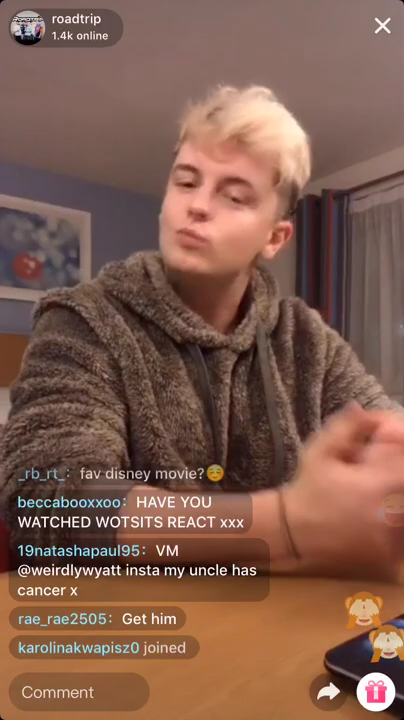 roadtrip
1.4k online
_rb_rt_: fav disney movie?☺️
beccabooxxoo: HAVE YOU
WATCHED WOTSITS REACT xxx
19natashapaul95: VM
@weirdlywyatt insta my uncle has
cancer x
rae_rae2505: Get him
karolinakwapisz0 joined
Comment